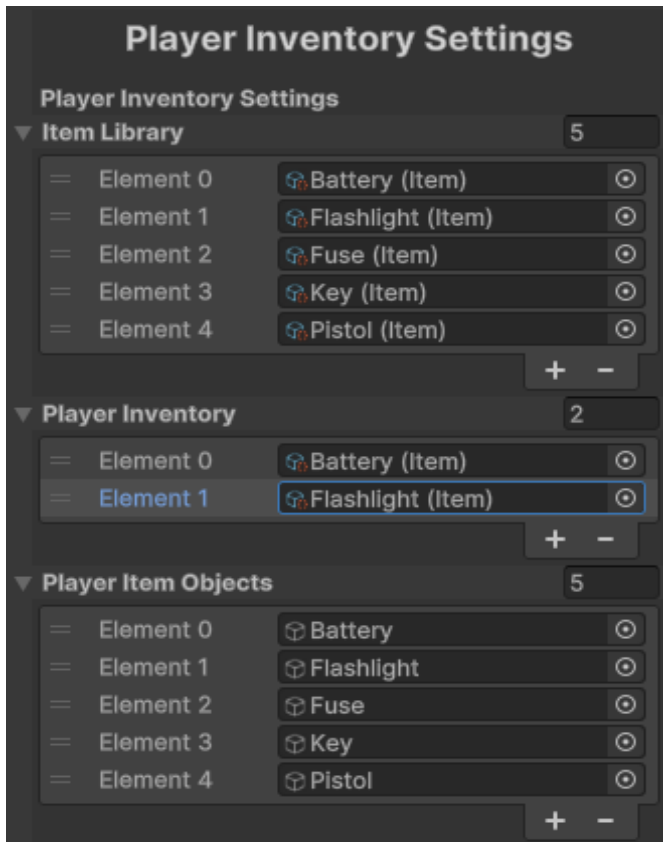 Player Inventory Settings
Player Inventory Settings
Item Library 5
Element 0 Battery (Item)
Element 1 Flashlight (Item)
Element 2 Fuse (Item)
Element 3 Key (Item)
Element 4 Pistol (Item)
+ −
Player Inventory 2
Element 0 Battery (Item)
Element 1 Flashlight (Item)
+ −
Player Item Objects 5
Element 0 Battery
Element 1 Flashlight
Element 2 Fuse
Element 3 Key
Element 4 Pistol
+ −